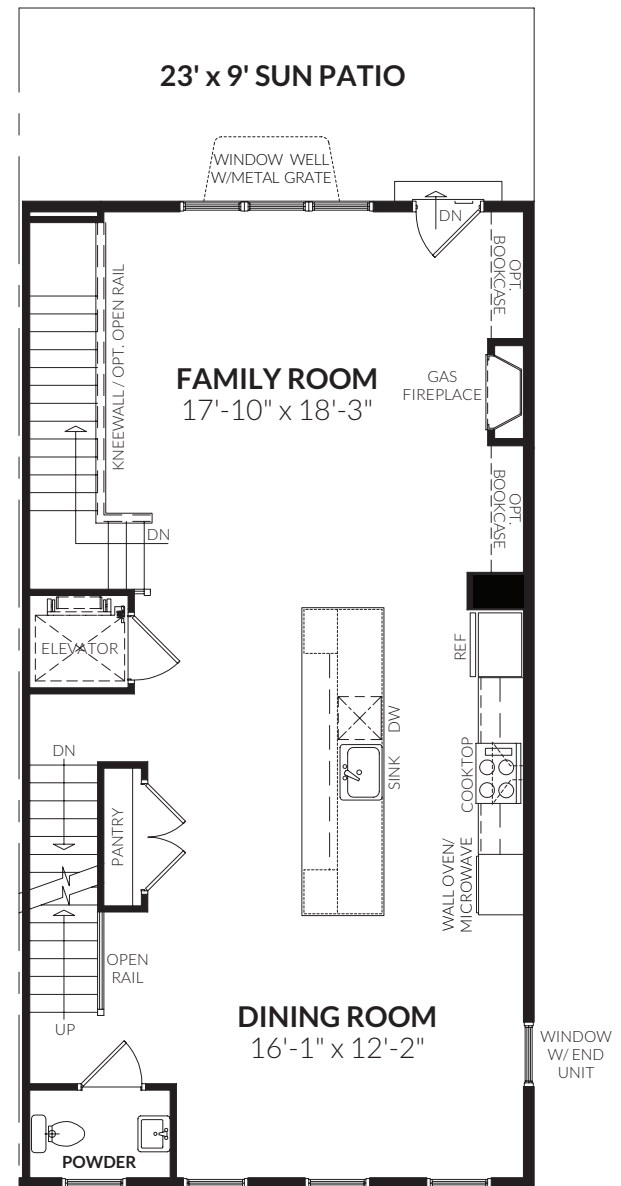 23' x 9' SUN PATIO
WINDOW WELL
W/METAL GRATE
DN
OPT.
BOOKCASE
KNEEWALL / OPT. OPEN RAIL
FAMILY ROOM
17'-10" x 18'-3"
GAS
FIREPLACE
OPT.
BOOKCASE
DN
ELEVATOR
REF
DW
SINK
COOKTOP
DN
PANTRY
WALL OVEN/
MICROWAVE
OPEN
RAIL
UP
DINING ROOM
16'-1" x 12'-2"
WINDOW
W/ END
UNIT
POWDER